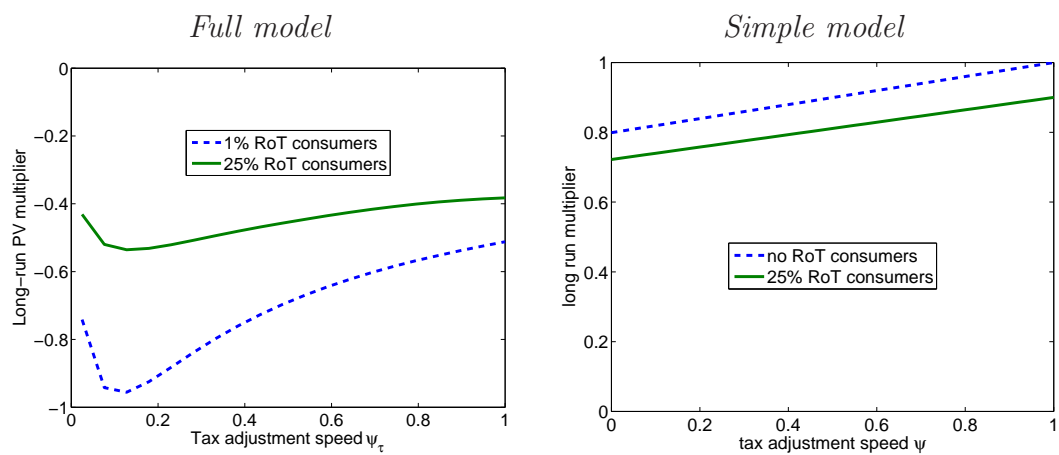 Full model
Simple model
Long−run PV multiplier
0
−0.2
−0.4
−0.6
−0.8
−1
1% RoT consumers
25% RoT consumers
0 0.2 0.4 0.6 0.8 1
Tax adjustment speed ψτ
long run multiplier
1
0.8
0.6
0.4
0.2
0
no RoT consumers
25% RoT consumers
0 0.2 0.4 0.6 0.8 1
tax adjustment speed ψ